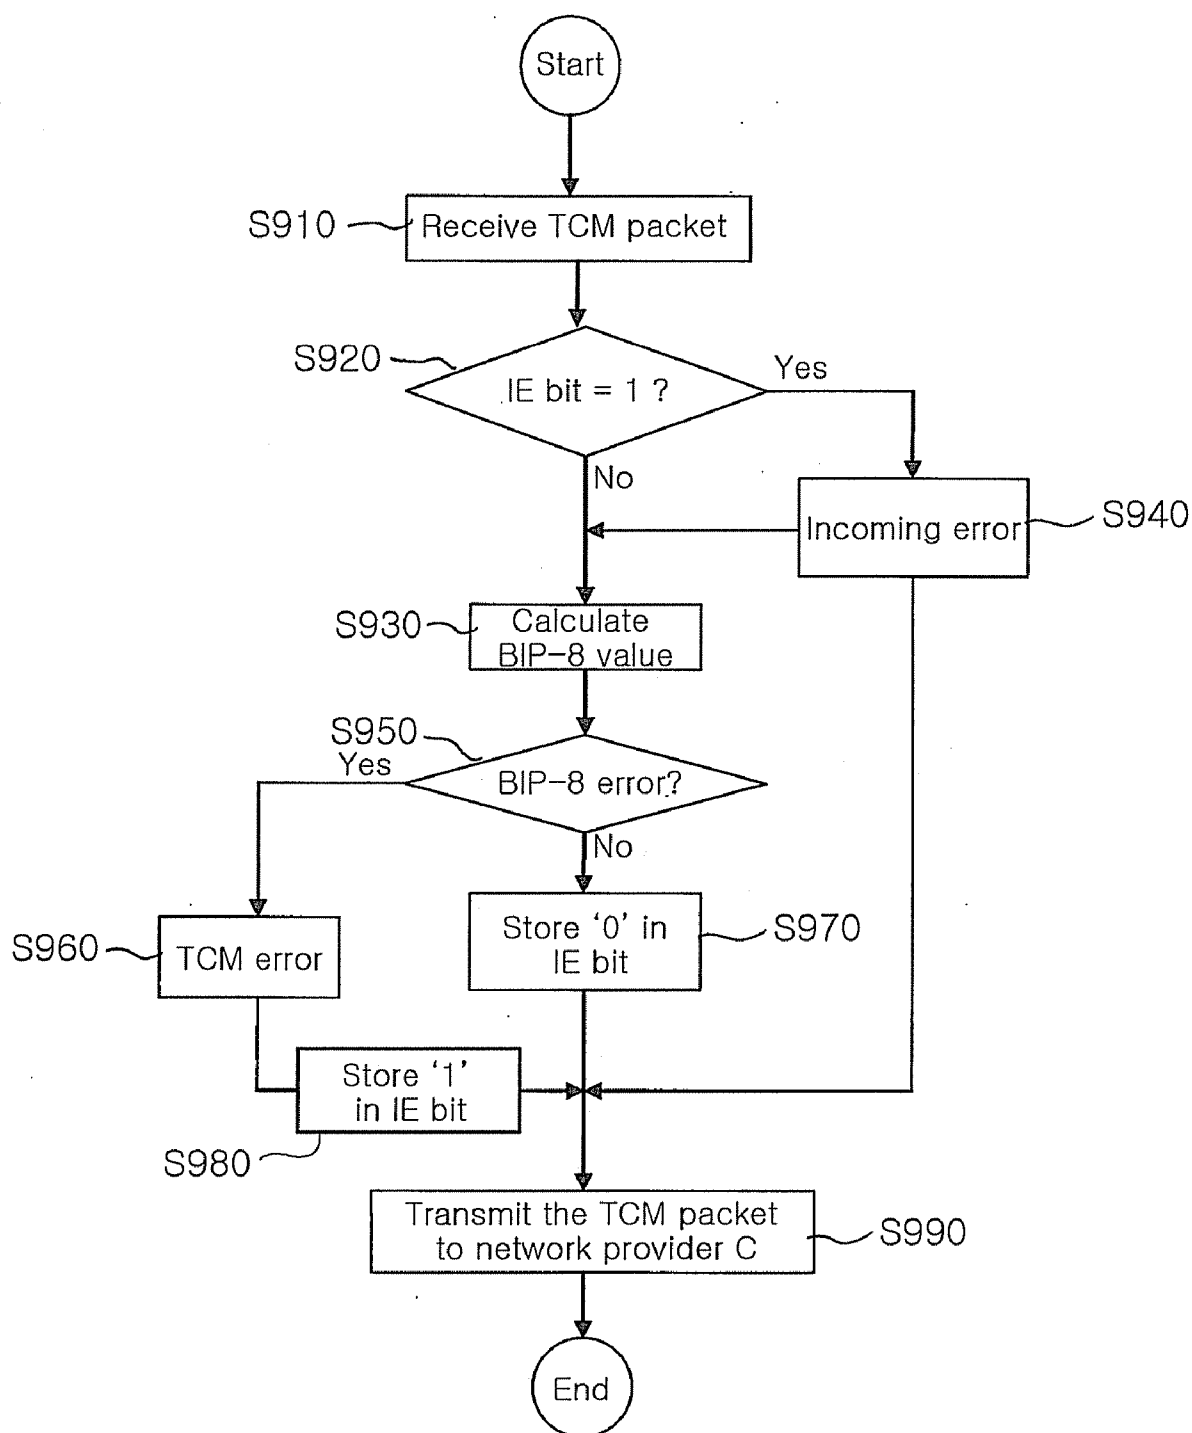 Start
S910
Receive TCM packet
S920
IE bit = 1 ?
Yes
No
Incoming error
S940
S930
Calculate
BIP-8 value
S950
Yes
BIP-8 error?
No
S960
TCM error
Store ‘0’ in
IE bit
S970
Store ‘1’
in IE bit
S980
Transmit the TCM packet
to network provider C
S990
End